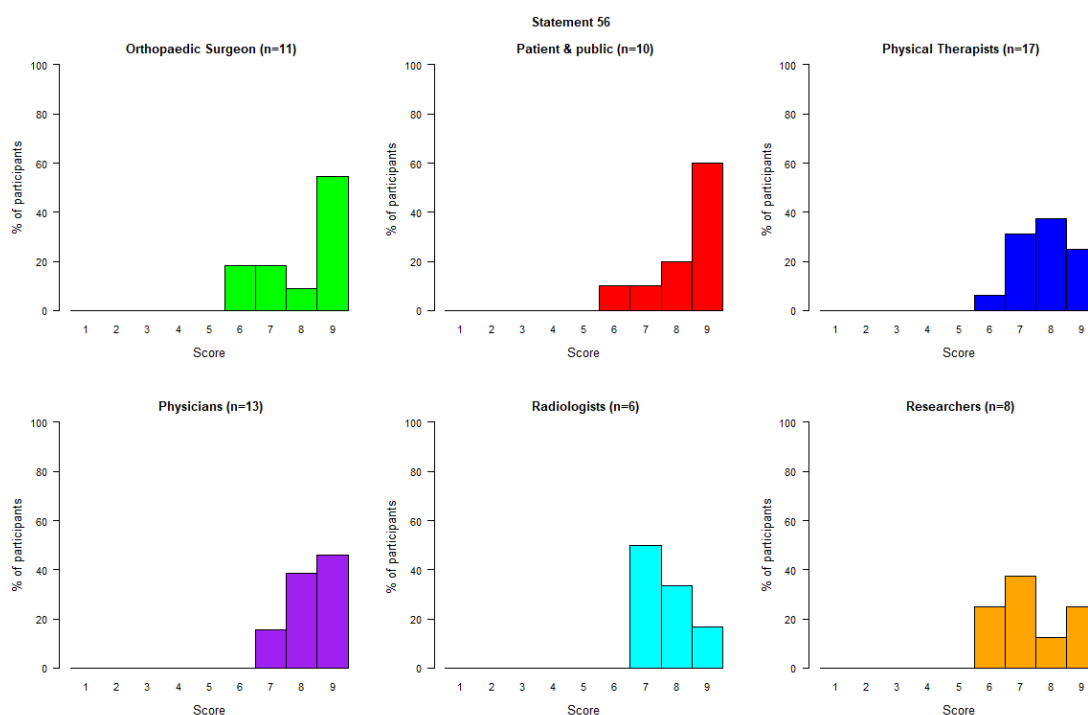 Statement 56
Orthopaedic Surgeon (n=11)
Patient & public (n=10)
Physical Therapists (n=17)
% of participants
100
80
60
40
20
0
1 2 3 4 5 6 7 8 9
Score
% of participants
100
80
60
40
20
0
1 2 3 4 5 6 7 8 9
Score
% of participants
100
80
60
40
20
0
1 2 3 4 5 6 7 8 9
Score
Physicians (n=13)
Radiologists (n=6)
Researchers (n=8)
% of participants
100
80
60
40
20
0
1 2 3 4 5 6 7 8 9
Score
% of participants
100
80
60
40
20
0
1 2 3 4 5 6 7 8 9
Score
% of participants
100
80
60
40
20
0
1 2 3 4 5 6 7 8 9
Score